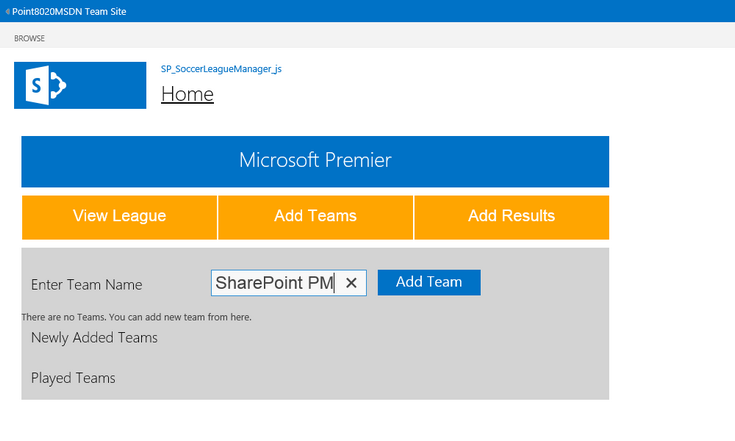 Point8020MSDN Team Site
BROWSE
S
SP_SoccerLeagueManager_js
Home
Microsoft Premier
View League Add Teams Add Results
Enter Team Name SharePoint PM Add Team
There are no Teams. You can add new team from here.
Newly Added Teams
Played Teams